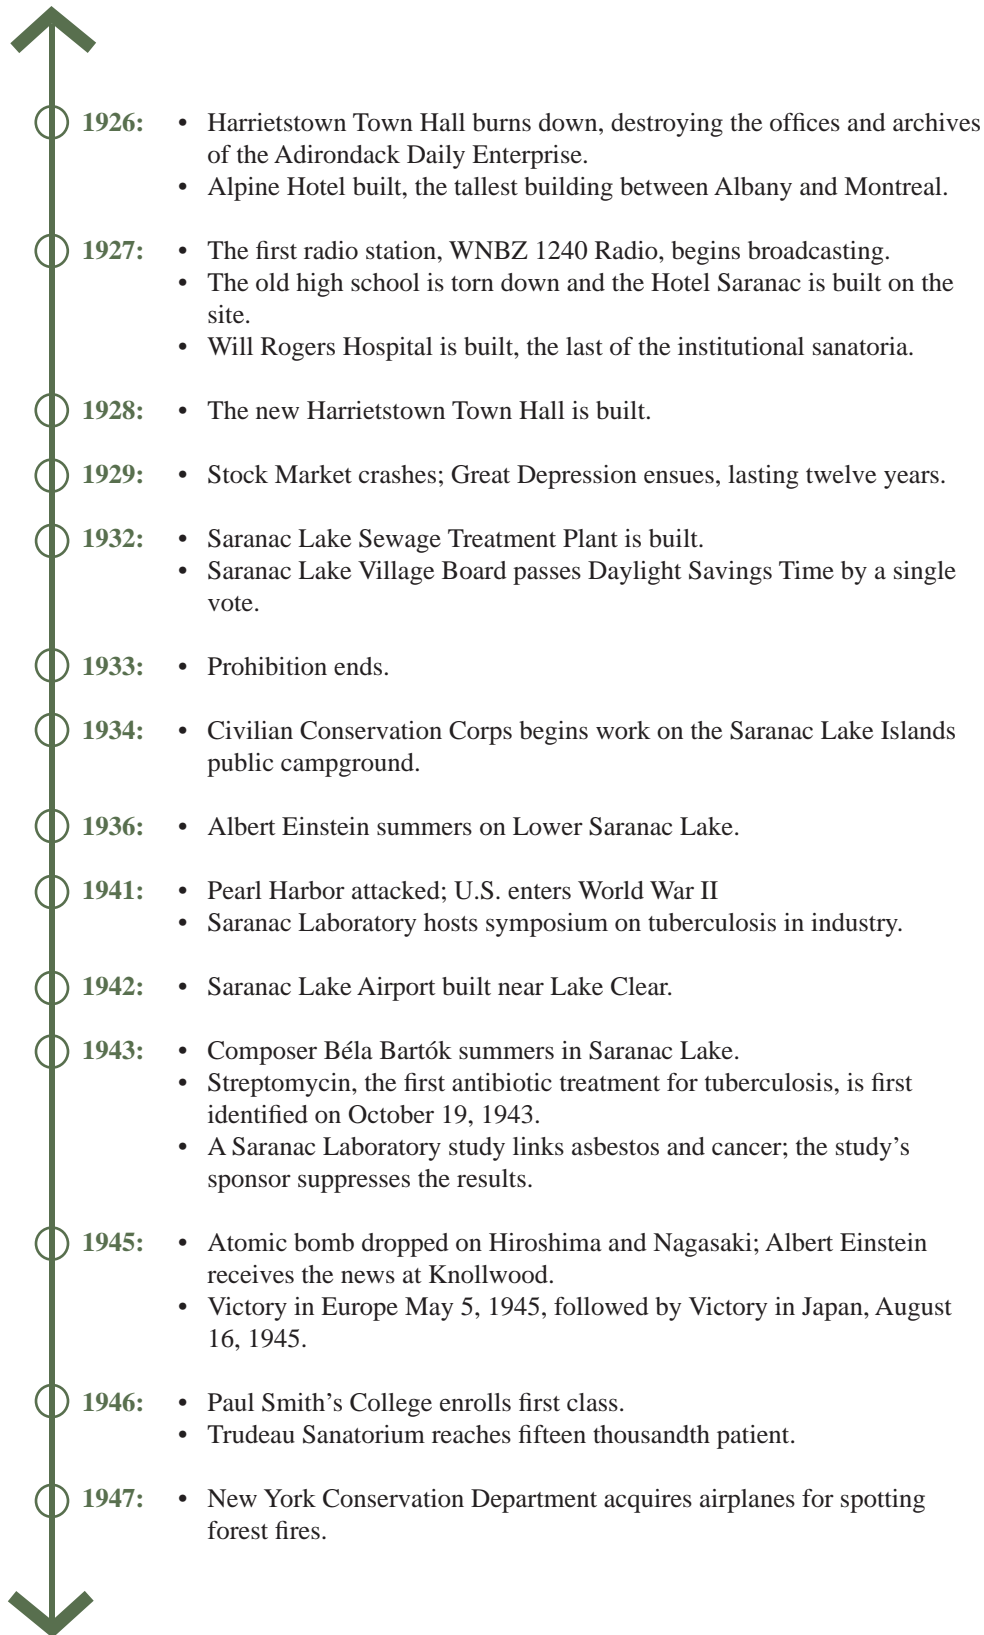 1926: • Harrietstown Town Hall burns down, destroying the offices and archives
of the Adirondack Daily Enterprise.
• Alpine Hotel built, the tallest building between Albany and Montreal.
1927: • The first radio station, WNBZ 1240 Radio, begins broadcasting.
• The old high school is torn down and the Hotel Saranac is built on the
site.
• Will Rogers Hospital is built, the last of the institutional sanatoria.
1928: • The new Harrietstown Town Hall is built.
1929: • Stock Market crashes; Great Depression ensues, lasting twelve years.
1932: • Saranac Lake Sewage Treatment Plant is built.
• Saranac Lake Village Board passes Daylight Savings Time by a single
vote.
1933: • Prohibition ends.
1934: • Civilian Conservation Corps begins work on the Saranac Lake Islands
public campground.
1936: • Albert Einstein summers on Lower Saranac Lake.
1941: • Pearl Harbor attacked; U.S. enters World War II
• Saranac Laboratory hosts symposium on tuberculosis in industry.
1942: • Saranac Lake Airport built near Lake Clear.
1943: • Composer Béla Bartók summers in Saranac Lake.
• Streptomycin, the first antibiotic treatment for tuberculosis, is first
identified on October 19, 1943.
• A Saranac Laboratory study links asbestos and cancer; the study’s
sponsor suppresses the results.
1945: • Atomic bomb dropped on Hiroshima and Nagasaki; Albert Einstein
receives the news at Knollwood.
• Victory in Europe May 5, 1945, followed by Victory in Japan, August
16, 1945.
1946: • Paul Smith’s College enrolls first class.
• Trudeau Sanatorium reaches fifteen thousandth patient.
1947: • New York Conservation Department acquires airplanes for spotting
forest fires.